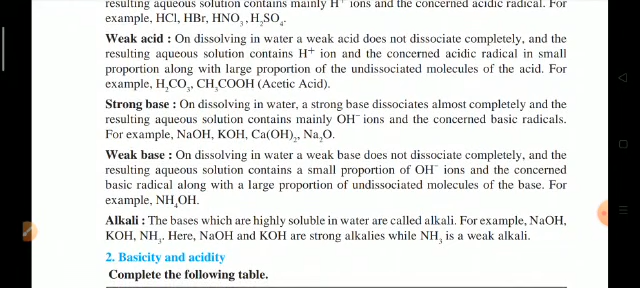 resulting aqueous solution contains mainly H⁺ ions and the concerned acidic radical. For
example, HCl, HBr, HNO₃, H₂SO₄.
Weak acid : On dissolving in water a weak acid does not dissociate completely, and the
resulting aqueous solution contains H⁺ ion and the concerned acidic radical in small
proportion along with large proportion of the undissociated molecules of the acid. For
example, H₂CO₃, CH₃COOH (Acetic Acid).
Strong base : On dissolving in water, a strong base dissociates almost completely and the
resulting aqueous solution contains mainly OH⁻ ions and the concerned basic radicals.
For example, NaOH, KOH, Ca(OH)₂, Na₂O.
Weak base : On dissolving in water a weak base does not dissociate completely, and the
resulting aqueous solution contains a small proportion of OH⁻ ions and the concerned
basic radical along with a large proportion of undissociated molecules of the base. For
example, NH₄OH.
Alkali : The bases which are highly soluble in water are called alkali. For example, NaOH,
KOH, NH₃. Here, NaOH and KOH are strong alkalies while NH₃ is a weak alkali.
2. Basicity and acidity
Complete the following table.